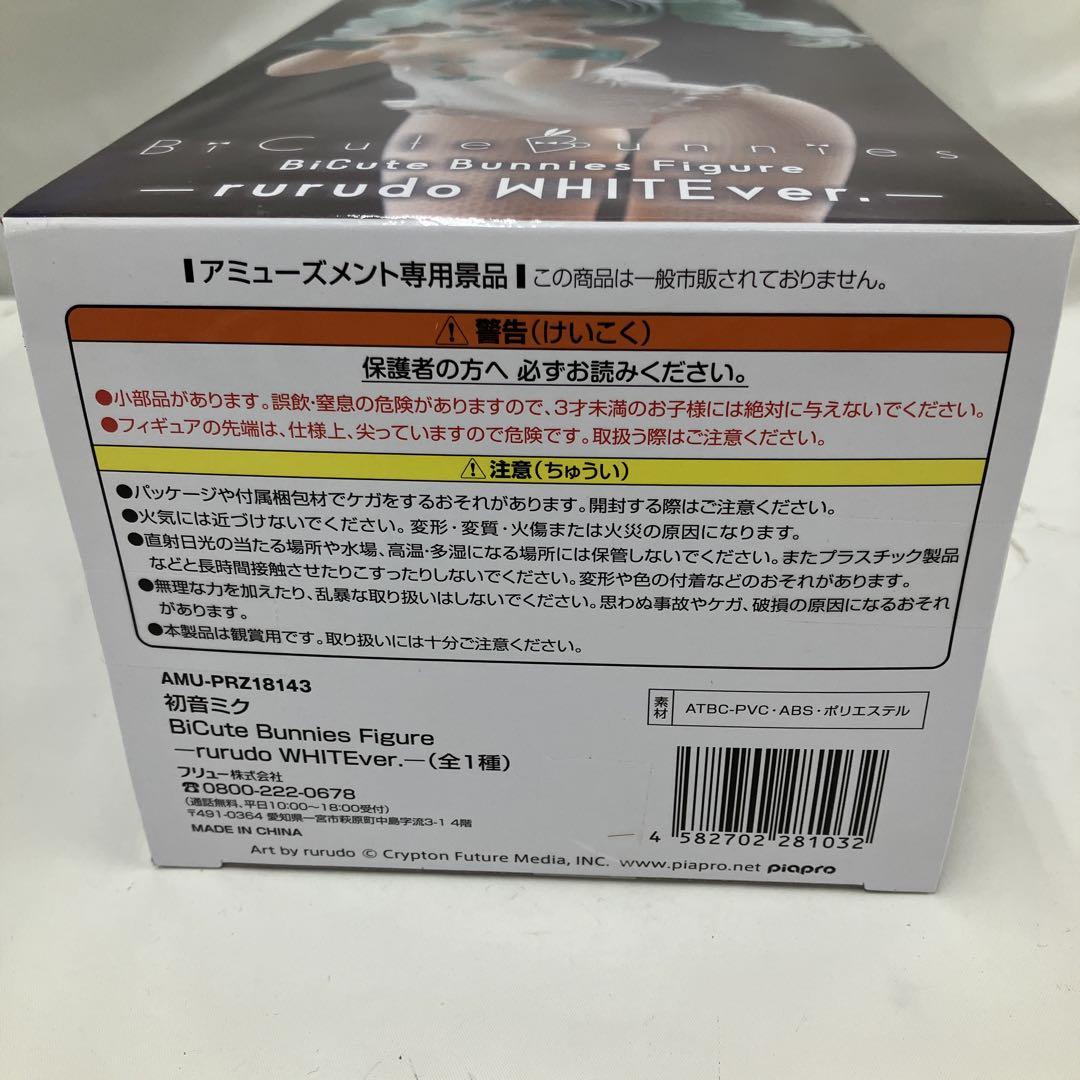 BiCute Bunnies
BiCute Bunnies Figure
—rurudo WHITEver.—
▎アミューズメント専用景品▎この商品は一般市販されておりません。
⚠警告(けいこく)
保護者の方へ 必ずお読みください。
●小部品があります。誤飲・窒息の危険がありますので、3才未満のお子様には絶対に与えないでください。
●フィギュアの先端は、仕様上、尖っていますので危険です。取扱う際はご注意ください。
⚠注意(ちゅうい)
●パッケージや付属梱包材でケガをするおそれがあります。開封する際はご注意ください。
●火気には近づけないでください。変形・変質・火傷または火災の原因になります。
●直射日光の当たる場所や水場、高温・多湿になる場所には保管しないでください。またプラスチック製品
などと長時間接触させたりこすったりしないでください。変形や色の付着などのおそれがあります。
●無理な力を加えたり、乱暴な取り扱いはしないでください。思わぬ事故やケガ、破損の原因になるおそれ
があります。
●本製品は観賞用です。取り扱いには十分ご注意ください。
AMU-PRZ18143
初音ミク
BiCute Bunnies Figure
—rurudo WHITEver.—(全1種)
フリュー株式会社
☎0800-222-0678
(通話無料、平日10:00〜18:00受付)
〒491-0364 愛知県一宮市萩原町中島字流3-1 4階
MADE IN CHINA
素材 ATBC-PVC・ABS・ポリエステル
4 582702 281032
Art by rurudo © Crypton Future Media, INC. www.piapro.net piapro